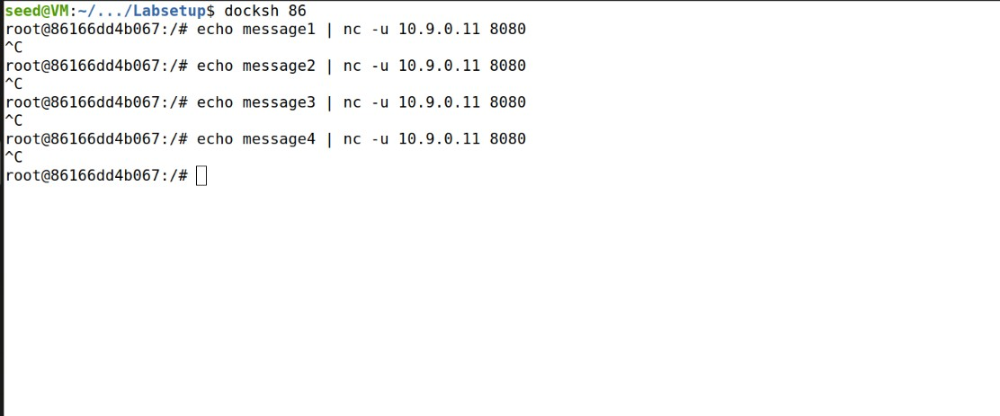 seed@VM:~/.../Labsetup$ docksh 86
root@86166dd4b067:/# echo message1 | nc -u 10.9.0.11 8080
^C
root@86166dd4b067:/# echo message2 | nc -u 10.9.0.11 8080
^C
root@86166dd4b067:/# echo message3 | nc -u 10.9.0.11 8080
^C
root@86166dd4b067:/# echo message4 | nc -u 10.9.0.11 8080
^C
root@86166dd4b067:/#